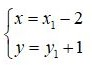 x = x₁ − 2
y = y₁ + 1